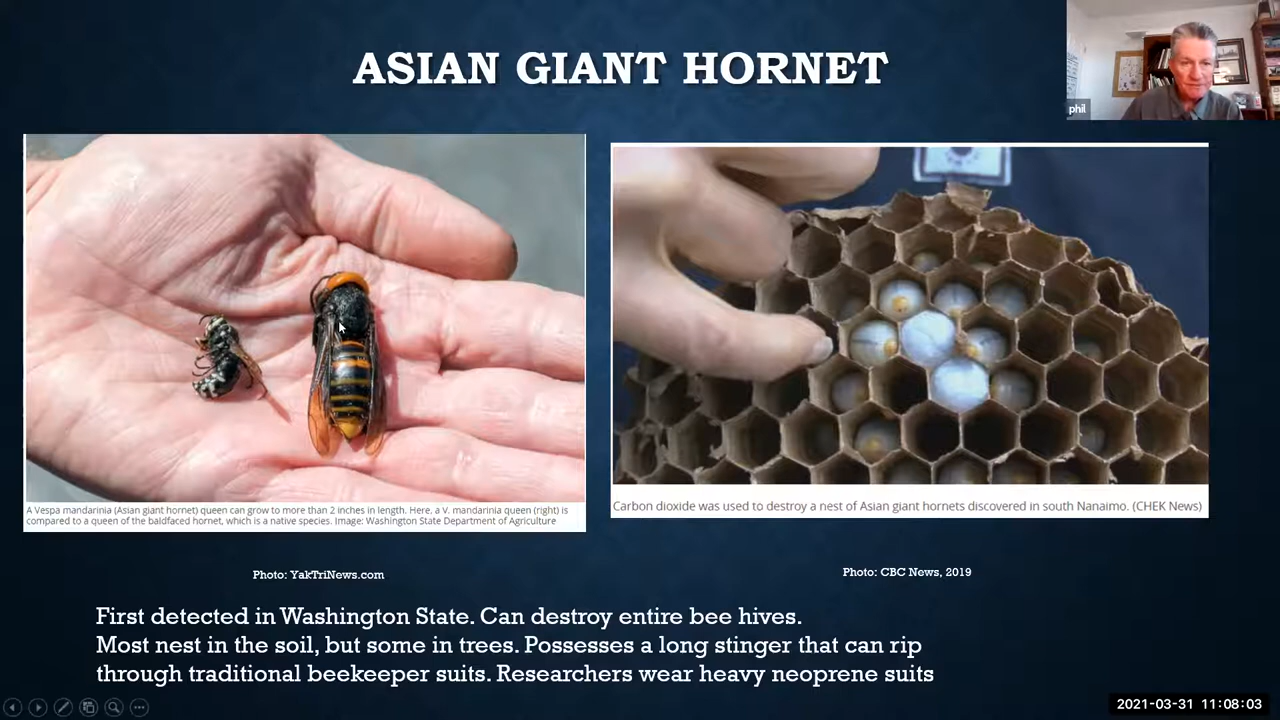 ASIAN GIANT HORNET
phil
A Vespa mandarinia (Asian giant hornet) queen can grow to more than 2 inches in length. Here, a V. mandarinia queen (right) is
compared to a queen of the baldfaced hornet, which is a native species. Image: Washington State Department of Agriculture
Carbon dioxide was used to destroy a nest of Asian giant hornets discovered in south Nanaimo. (CHEK News)
Photo: YakTriNews.com
Photo: CBC News, 2019
First detected in Washington State. Can destroy entire bee hives.
Most nest in the soil, but some in trees. Possesses a long stinger that can rip
through traditional beekeeper suits. Researchers wear heavy neoprene suits
2021-03-31 11:08:03